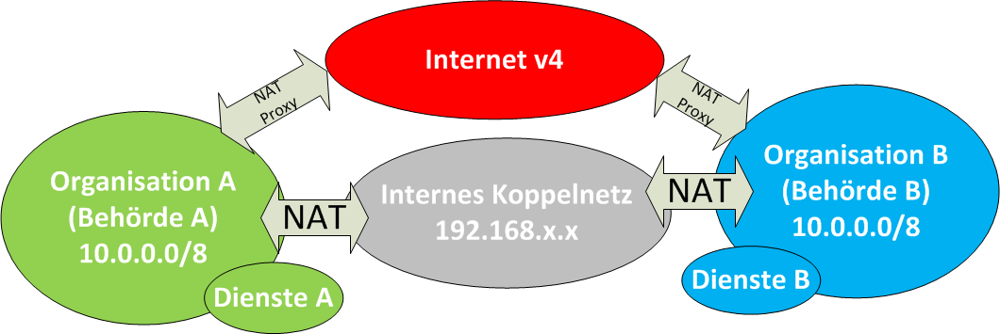 Internet v4
NAT
Proxy
NAT
Proxy
Organisation A
(Behörde A)
10.0.0.0/8
NAT
Internes Koppelnetz
192.168.x.x
NAT
Organisation B
(Behörde B)
10.0.0.0/8
Dienste A
Dienste B